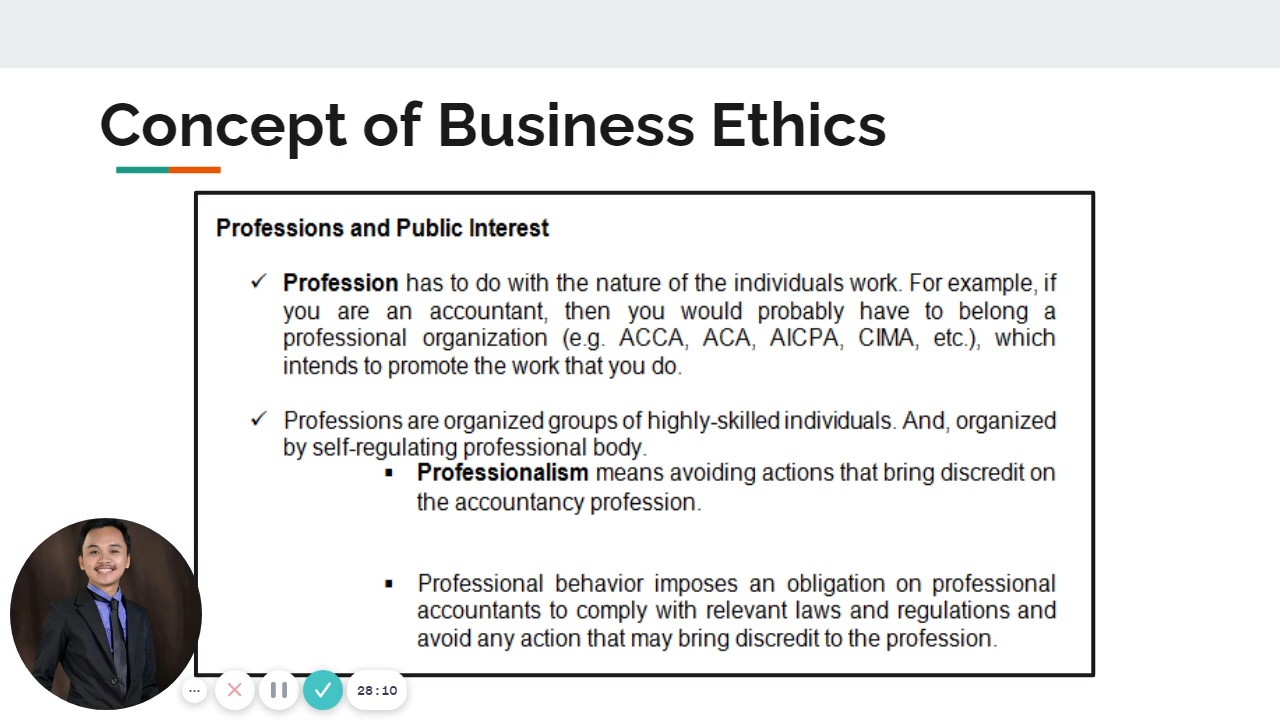 Concept of Business Ethics
Professions and Public Interest
✓ Profession has to do with the nature of the individuals work. For example, if
you are an accountant, then you would probably have to belong a
professional organization (e.g. ACCA, ACA, AICPA, CIMA, etc.), which
intends to promote the work that you do.
✓ Professions are organized groups of highly-skilled individuals. And, organized
by self-regulating professional body.
▪ Professionalism means avoiding actions that bring discredit on
the accountancy profession.
▪ Professional behavior imposes an obligation on professional
accountants to comply with relevant laws and regulations and
avoid any action that may bring discredit to the profession.
28:10